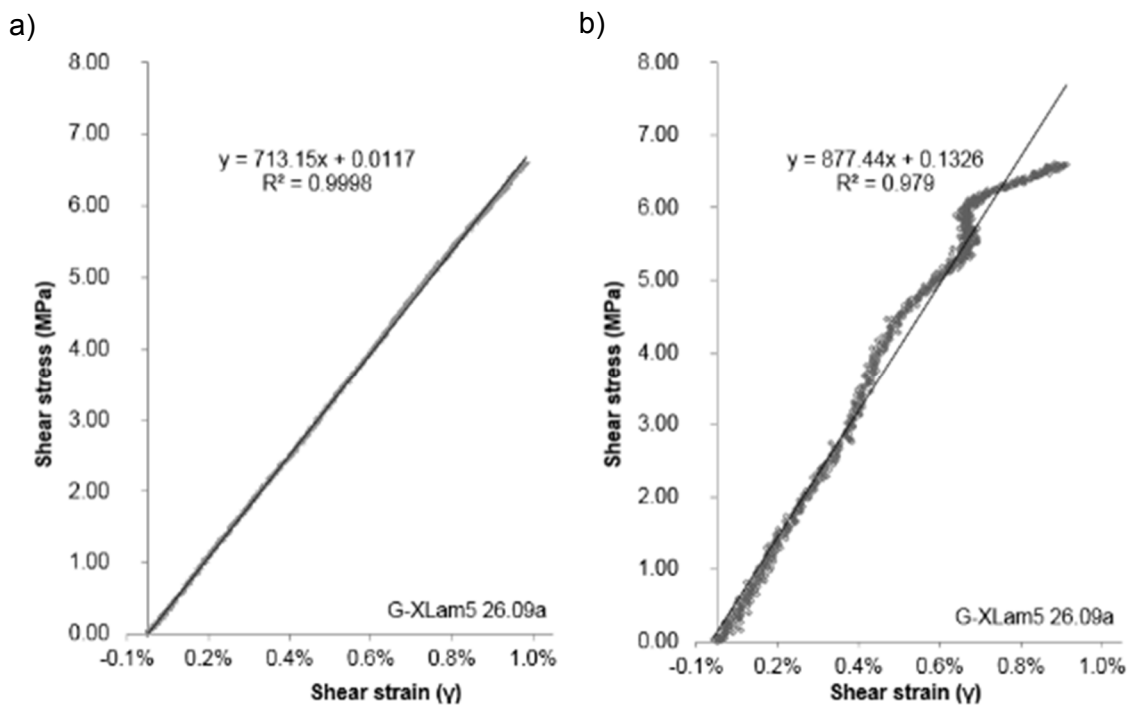 a)
8.00
7.00
6.00
5.00
4.00
3.00
2.00
1.00
0.00
Shear stress (MPa)
y = 713.15x + 0.0117
R² = 0.9998
G-XLam5 26.09a
-0.1%
0.2%
0.4%
0.6%
0.8%
1.0%
Shear strain (γ)
b)
8.00
7.00
6.00
5.00
4.00
3.00
2.00
1.00
0.00
Shear stress (MPa)
y = 877.44x + 0.1326
R² = 0.979
G-XLam5 26.09a
-0.1%
0.2%
0.4%
0.6%
0.8%
1.0%
Shear strain (γ)